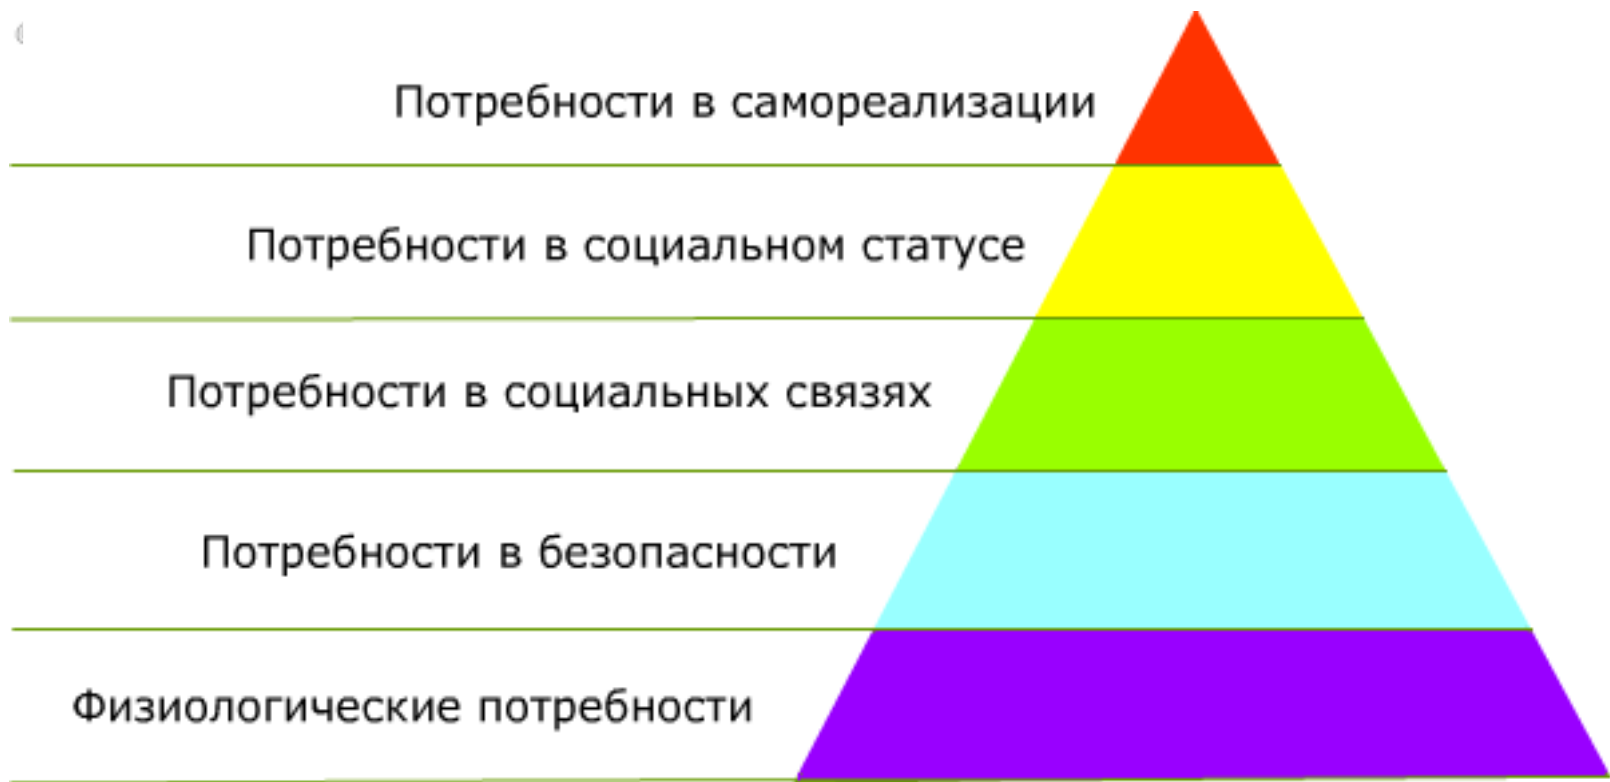 Потребности в самореализации
Потребности в социальном статусе
Потребности в социальных связях
Потребности в безопасности
Физиологические потребности